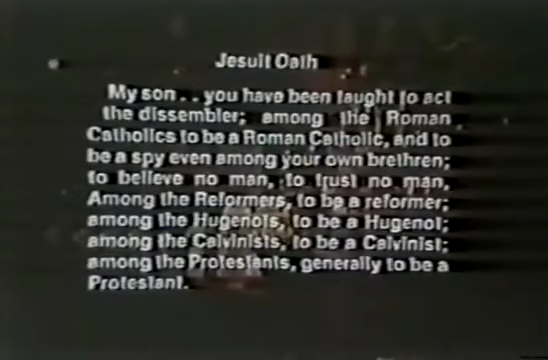 Jesuit Oath
My son . . you have been taught to act
the dissembler; among the Roman
Catholics to be a Roman Catholic, and to
be a spy even among your own brethren;
to believe no man, to trust no man,
Among the Reformers, to be a reformer;
among the Hugenots, to be a Hugenot;
among the Calvinists, to be a Calvinist;
among the Protestants, generally to be a
Protestant.